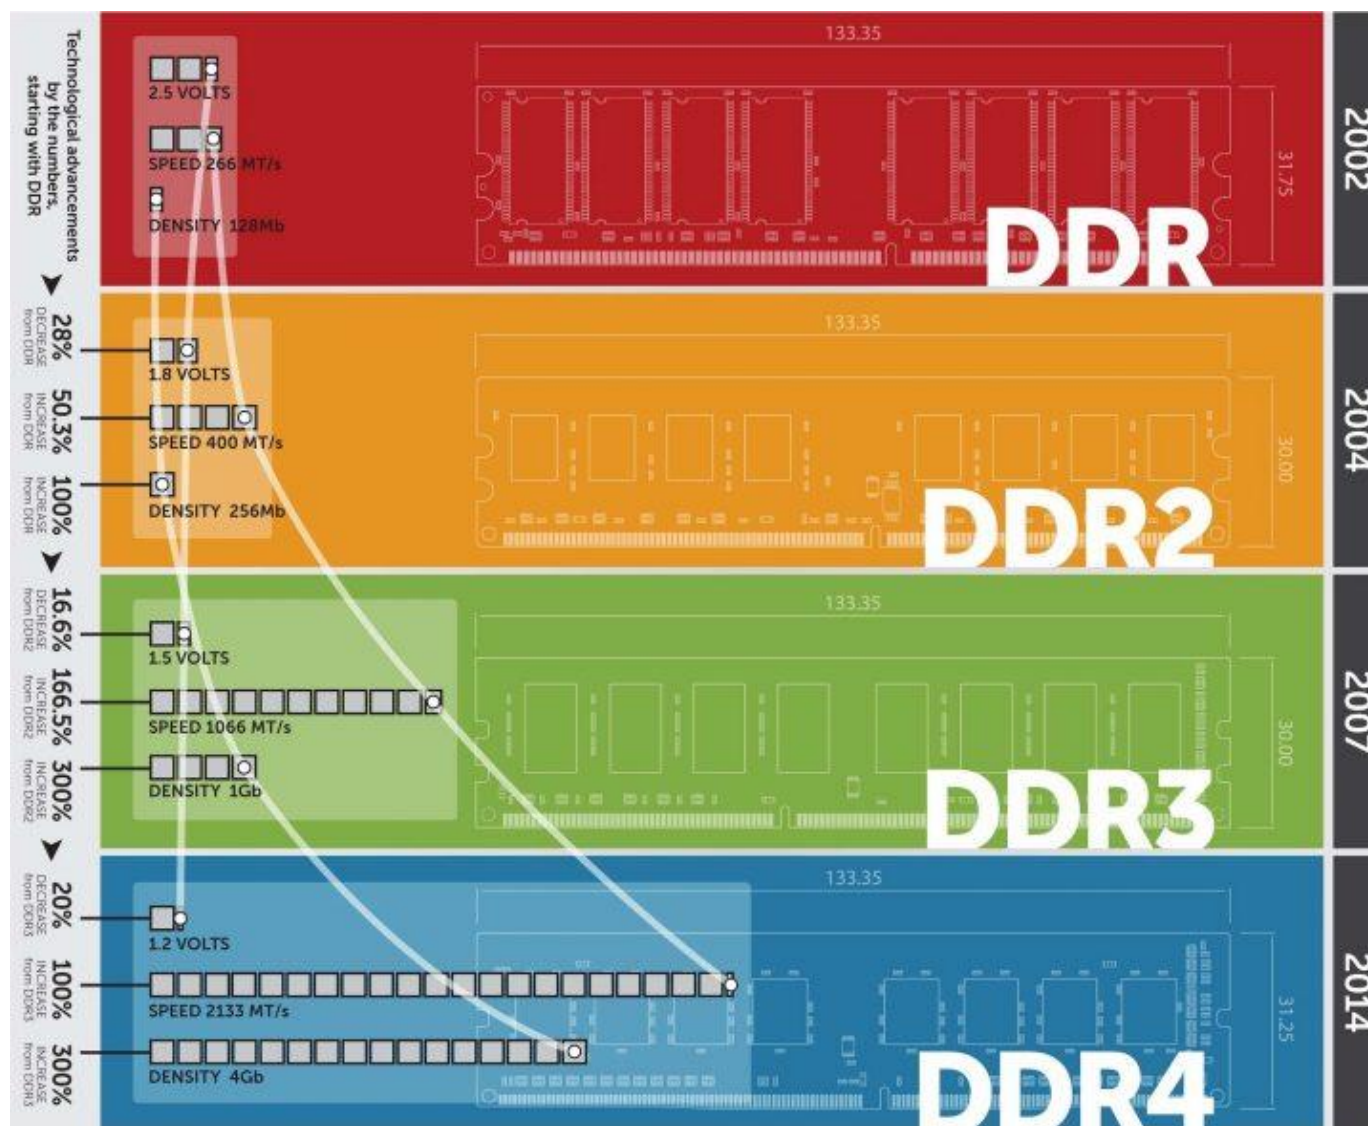 Technological advancements
by the numbers,
starting with DDR
2.5 VOLTS
SPEED 266 MT/s
DENSITY 128Mb
133.35
31.75
DDR
2002
28%
DECREASE
from DDR
50.3%
INCREASE
from DDR
100%
INCREASE
from DDR
1.8 VOLTS
SPEED 400 MT/s
DENSITY 256Mb
133.35
30.00
DDR2
2004
16.6%
DECREASE
from DDR2
166.5%
INCREASE
from DDR2
300%
INCREASE
from DDR2
1.5 VOLTS
SPEED 1066 MT/s
DENSITY 1Gb
133.35
30.00
DDR3
2007
20%
DECREASE
from DDR3
100%
INCREASE
from DDR3
300%
INCREASE
from DDR3
1.2 VOLTS
SPEED 2133 MT/s
DENSITY 4Gb
133.35
31.25
DDR4
2014